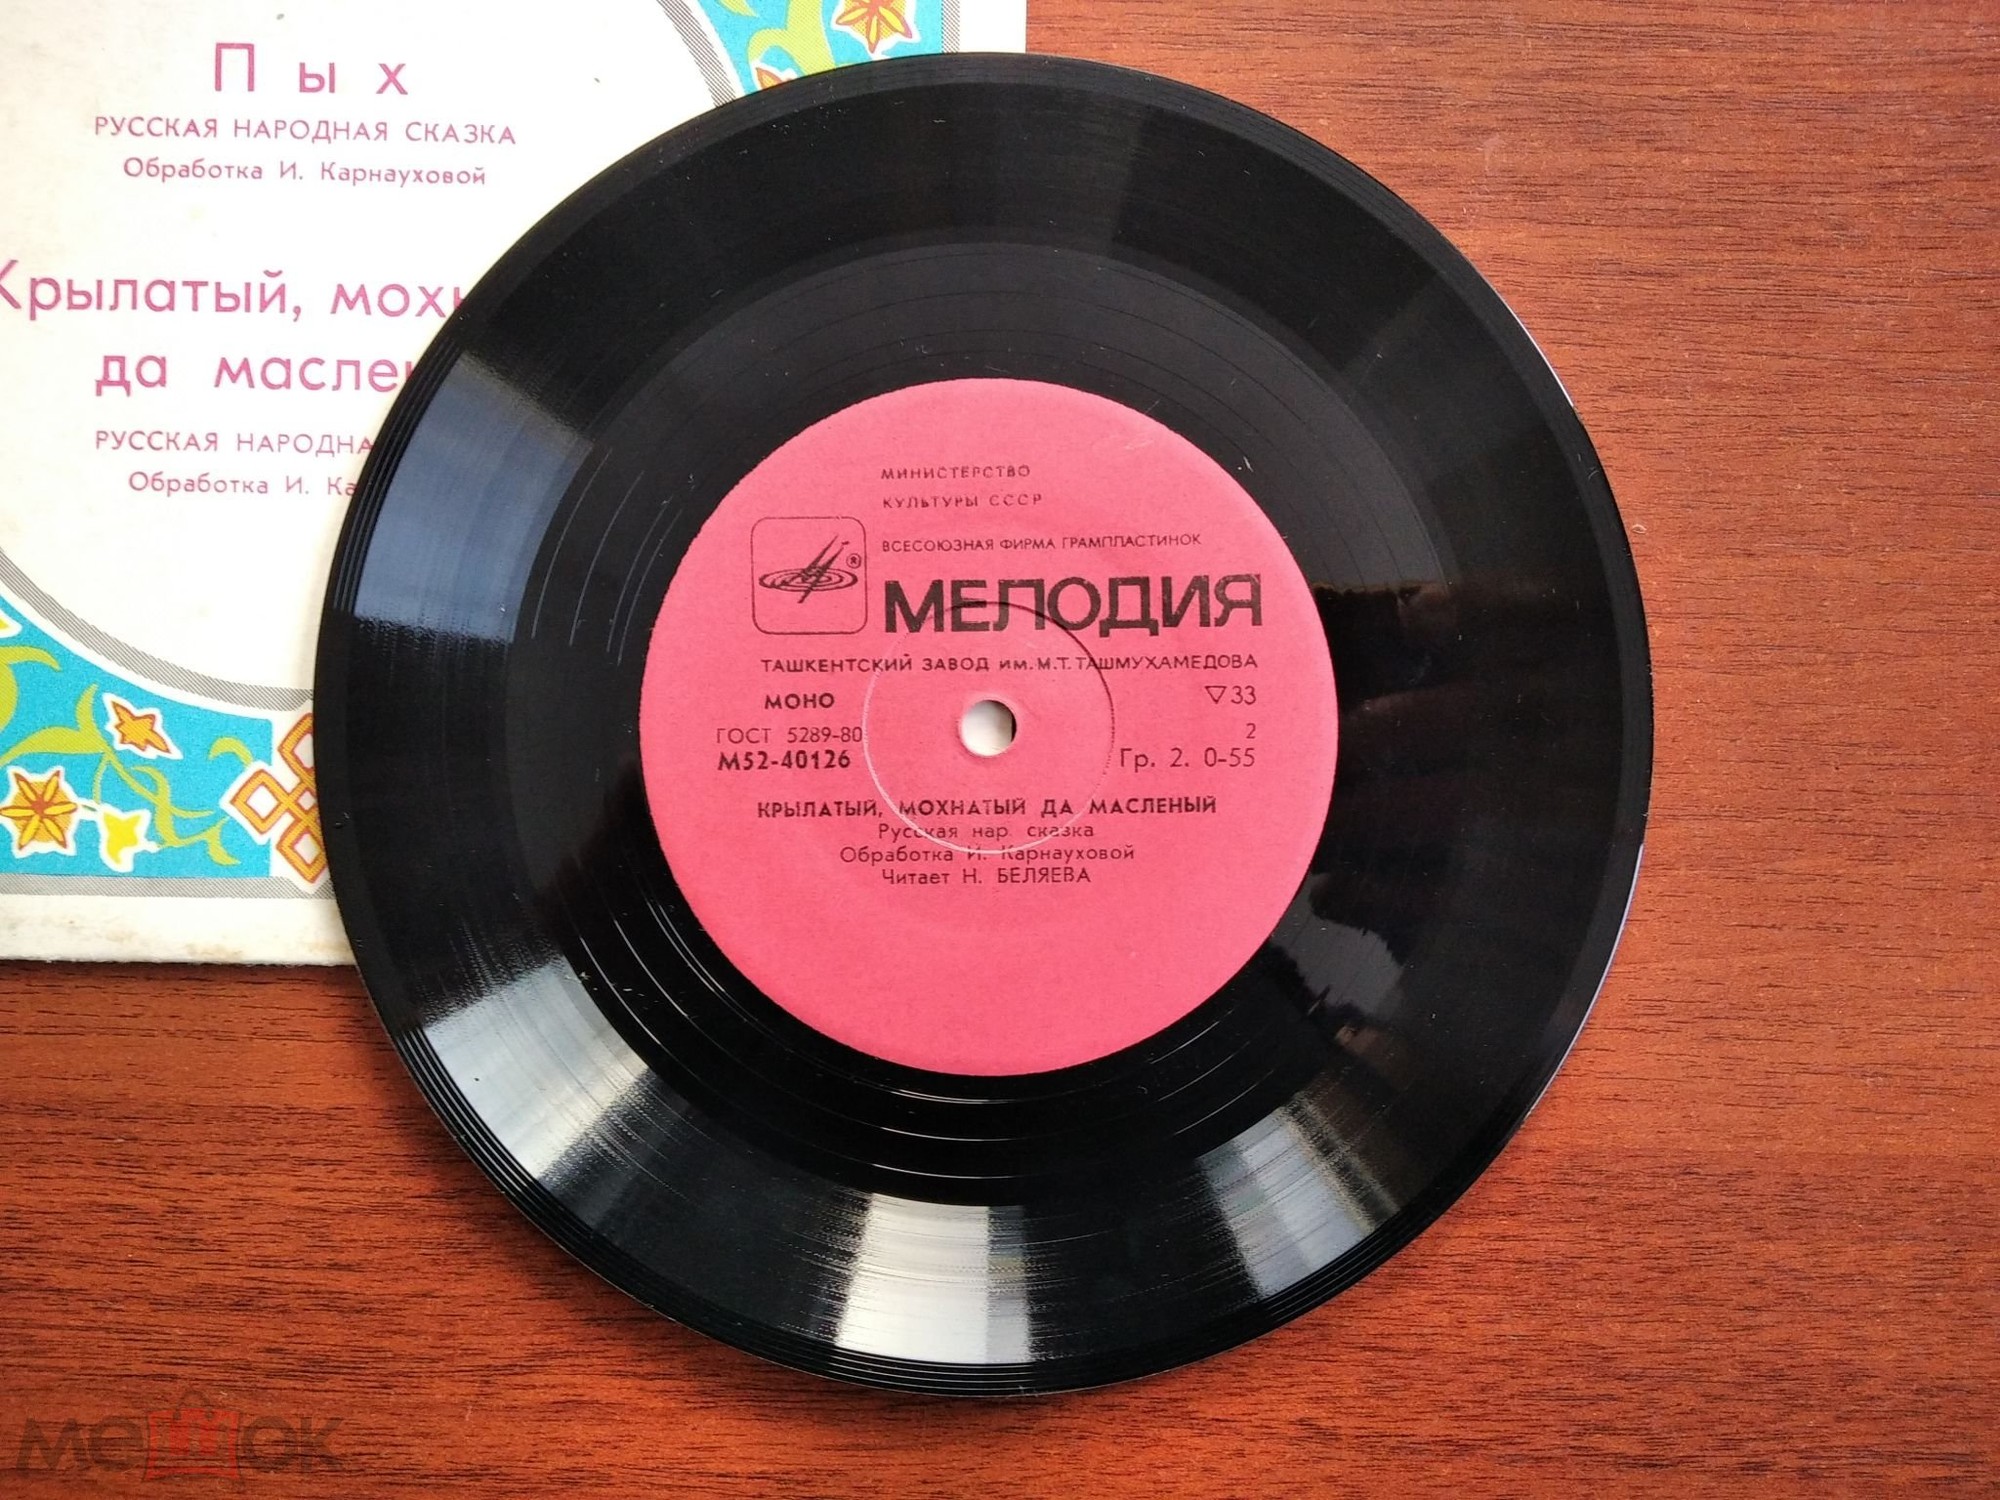 Пых
РУССКАЯ НАРОДНАЯ СКАЗКА
Обработка И. Карнауховой
Крылатый, мохн
да маслен
РУССКАЯ НАРОДНА
Обработка И. Ка
МИНИСТЕРСТВО
КУЛЬТУРЫ СССР
ВСЕСОЮЗНАЯ ФИРМА ГРАМПЛАСТИНОК
®
МЕЛОДИЯ
ТАШКЕНТСКИЙ ЗАВОД ИМ. М.Т. ТАШМУХАМЕДОВА
МОНО ▽33
ГОСТ 5289-80 2
М52-40126 Гр. 2. 0-55
КРЫЛАТЫЙ, МОХНАТЫЙ ДА МАСЛЕНЫЙ
Русская нар. сказка
Обработка И. Карнауховой
Читает Н. БЕЛЯЕВА
мешок